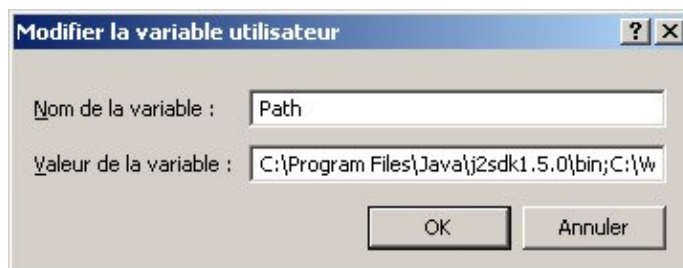 Modifier la variable utilisateur
Nom de la variable : Path
Valeur de la variable : C:\Program Files\Java\j2sdk1.5.0\bin;C:\W
OK Annuler